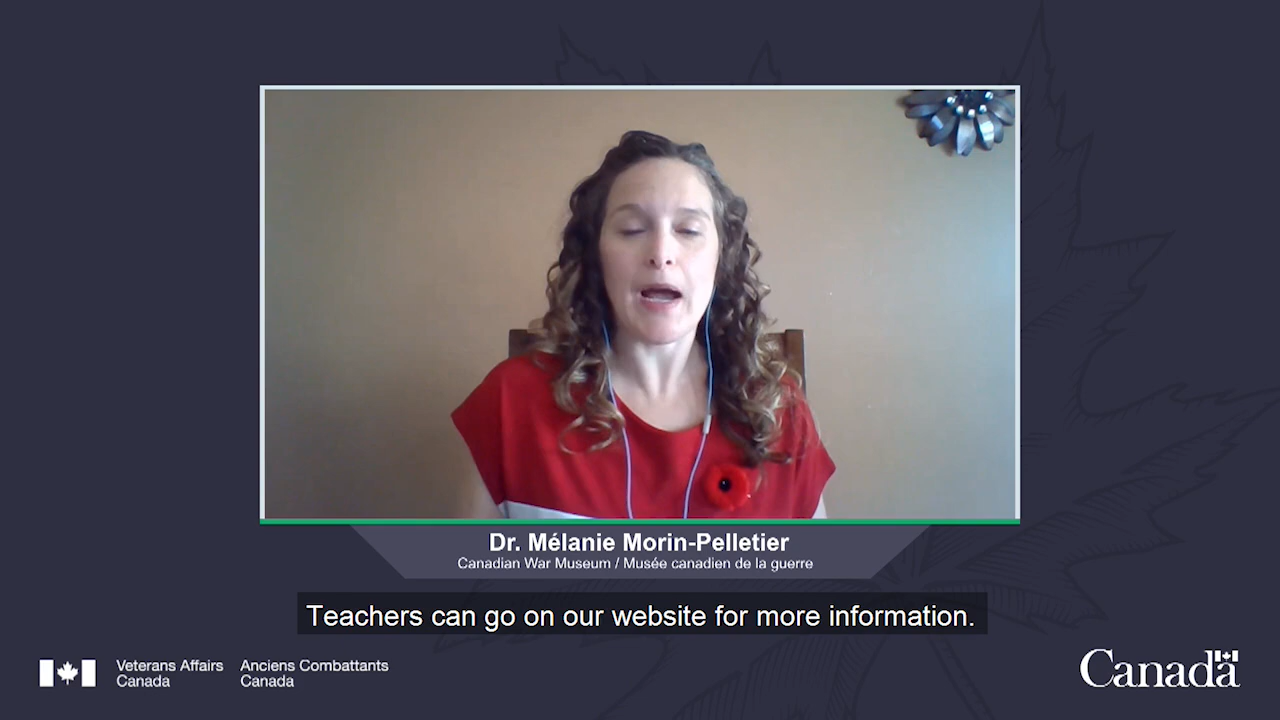 Dr. Mélanie Morin-Pelletier
Canadian War Museum / Musée canadien de la guerre
Teachers can go on our website for more information.
Veterans Affairs Canada
Anciens Combattants Canada
Canada